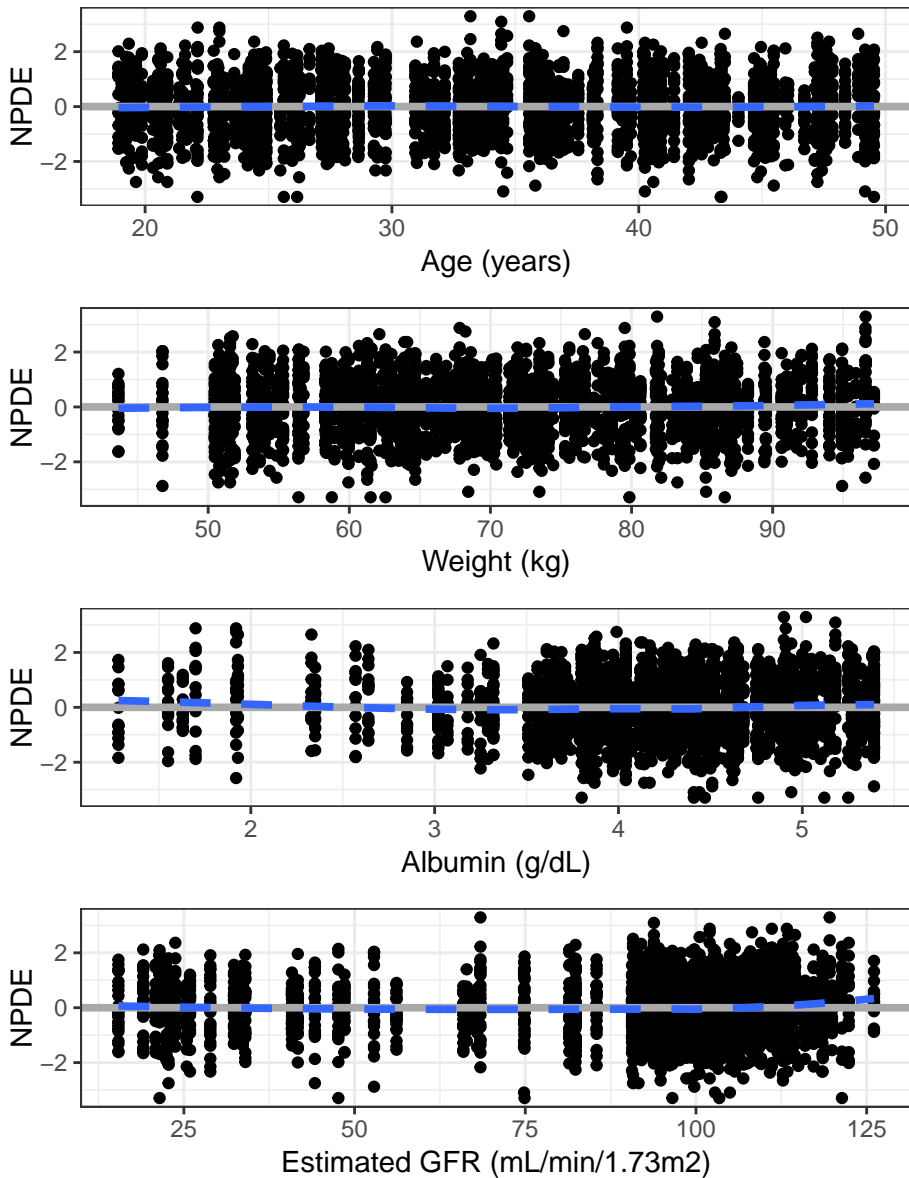 NPDE
2
0
−2
20 30 40 50
Age (years)
NPDE
2
0
−2
50 60 70 80 90
Weight (kg)
NPDE
2
0
−2
2 3 4 5
Albumin (g/dL)
NPDE
2
0
−2
25 50 75 100 125
Estimated GFR (mL/min/1.73m2)